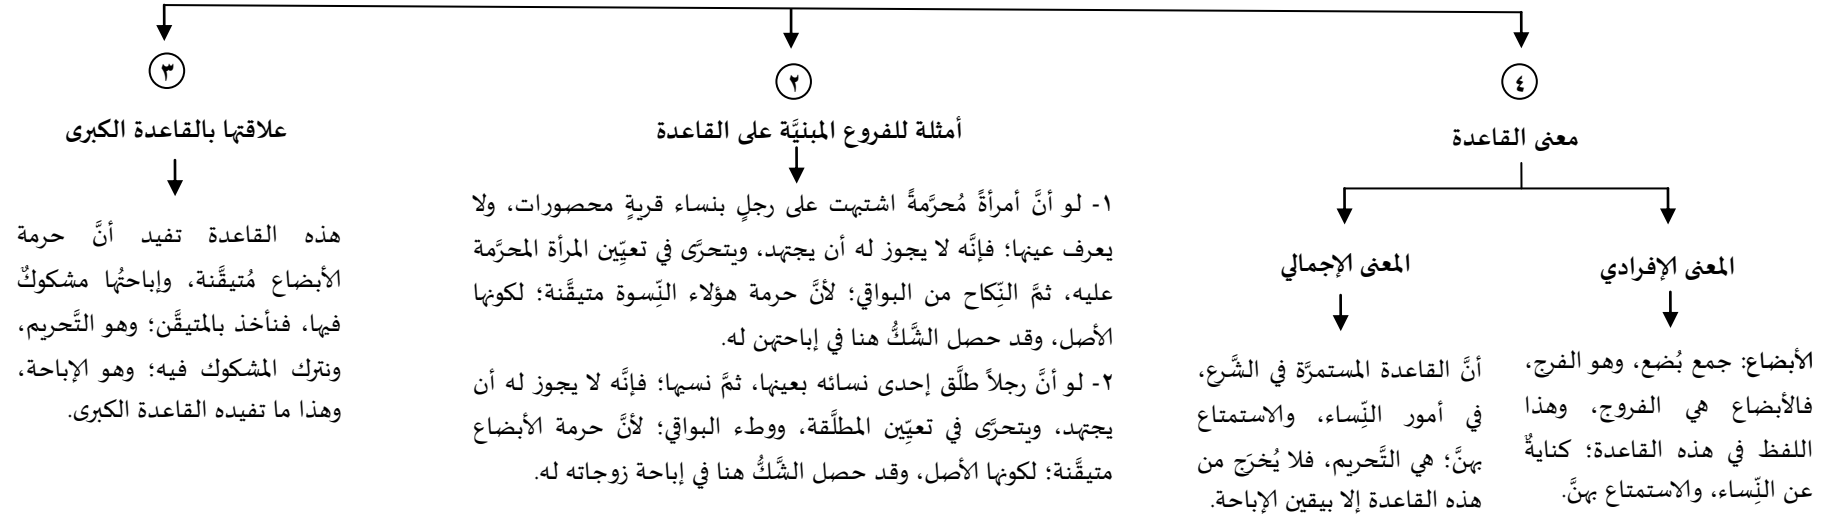 ٤
معنى القاعدة
المعنى الإفرادي
الأبضاع: جمع بُضع، وهو الفرج،
فالأبضاع هي الفروج، وهذا
اللفظ في هذه القاعدة؛ كنايةٌ
عن النِّساء، والاستمتاع بهنَّ.
المعنى الإجمالي
أنَّ القاعدة المستمرَّة في الشَّرع،
في أمور النِّساء، والاستمتاع
بهنَّ؛ هي التَّحريم، فلا يُخرَج من
هذه القاعدة إلا بيقين الإباحة.
٢
أمثلة للفروع المبنيَّة على القاعدة
١- لو أنَّ أمرأةً مُحرَّمةً اشتبهت على رجلٍ بنساء قريةٍ محصورات، ولا
يعرف عينها؛ فإنَّه لا يجوز له أن يجتهد، ويتحرَّى في تعيّين المرأة المحرَّمة
عليه، ثمَّ النِّكاح من البواقي؛ لأنَّ حرمة هؤلاء النِّسوة متيقَّنة؛ لكونها
الأصل، وقد حصل الشَّكُّ هنا في إباحتهن له.
٢- لو أنَّ رجلاً طلَّق إحدى نسائه بعينها، ثمَّ نسيها؛ فإنَّه لا يجوز له أن
يجتهد، ويتحرَّى في تعيّين المطلَّقة، ووطء البواقي؛ لأنَّ حرمة الأبضاع
متيقَّنة؛ لكونها الأصل، وقد حصل الشَّكُّ هنا في إباحة زوجاته له.
٣
علاقتها بالقاعدة الكبرى
هذه القاعدة تفيد أنَّ حرمة
الأبضاع مُتيقَّنة، وإباحتُها مشكوكٌ
فيها، فنأخذ بالمتيقَّن؛ وهو التَّحريم،
ونترك المشكوك فيه؛ وهو الإباحة،
وهذا ما تفيده القاعدة الكبرى.